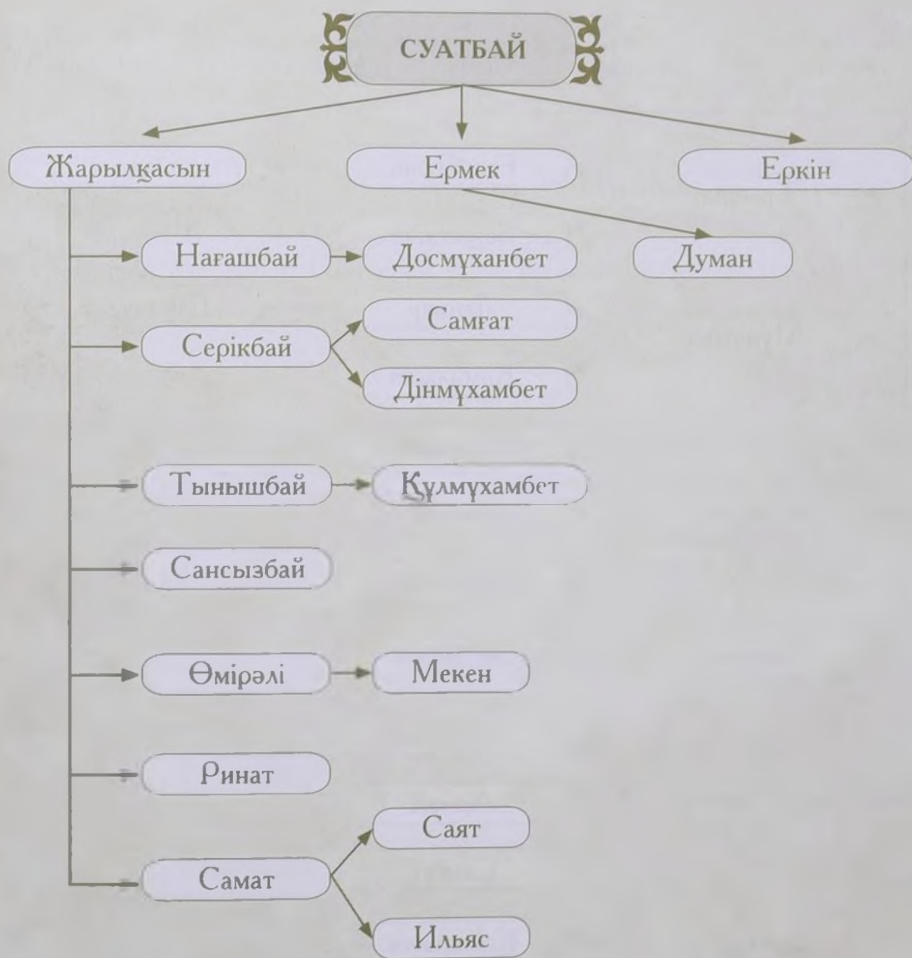 СУАТБАЙ
Жарылқасын
Ермек
Еркін
Нағашбай
Досмұханбет
Думан
Серікбай
Самғат
Дінмұхамбет
Тынышбай
Құлмұхамбет
Сансызбай
Өмірәлі
Мекен
Ринат
Саят
Самат
Ильяс